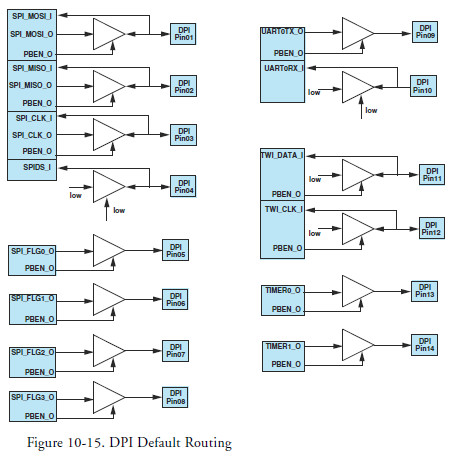 SPI_MOSI_I
SPI_MOSI_O
PBEN_O
DPI
Pin01
SPI_MISO_I
SPI_MISO_O
PBEN_O
DPI
Pin02
SPI_CLK_I
SPI_CLK_O
PBEN_O
DPI
Pin03
SPIDS_I
low
low
DPI
Pin04
SPI_FLG0_O
PBEN_O
DPI
Pin05
SPI_FLG1_O
PBEN_O
DPI
Pin06
SPI_FLG2_O
PBEN_O
DPI
Pin07
SPI_FLG3_O
PBEN_O
DPI
Pin08
UART0TX_O
PBEN_O
DPI
Pin09
UART0RX_I
low
low
DPI
Pin10
TWI_DATA_I
low
PBEN_O
DPI
Pin11
TWI_CLK_I
low
PBEN_O
DPI
Pin12
TIMER0_O
PBEN_O
DPI
Pin13
TIMER1_O
PBEN_O
DPI
Pin14
Figure 10-15. DPI Default Routing